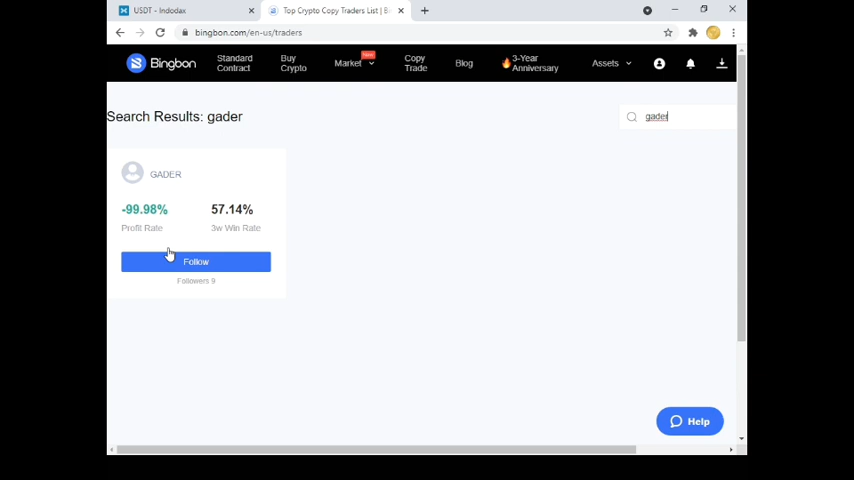 USDT - Indodax
Top Crypto Copy Traders List | Bi
bingbon.com/en-us/traders
Bingbon
Standard
Contract
Buy
Crypto
Market
New
Copy
Trade
Blog
3-Year
Anniversary
Assets
Search Results: gader
gader
GADER
-99.98%
57.14%
Profit Rate
3w Win Rate
Follow
Followers 9
Help